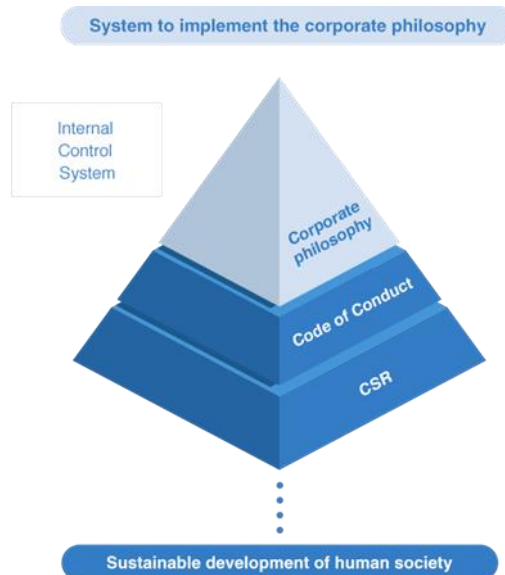 System to implement the corporate philosophy
Internal
Control
System
Corporate
philosophy
Code of Conduct
CSR
Sustainable development of human society